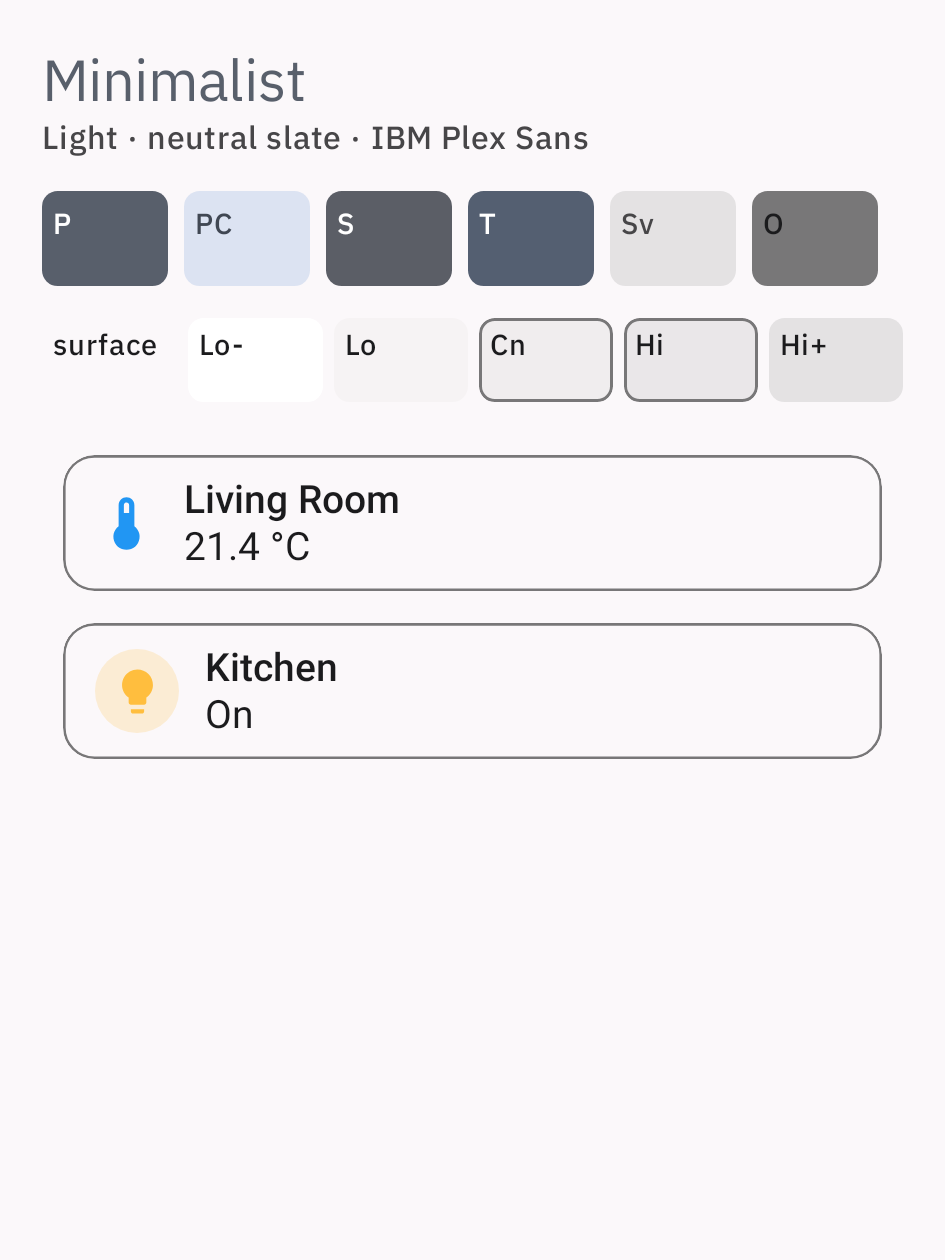 Minimalist
Light · neutral slate · IBM Plex Sans
P PC S T Sv O
surface Lo- Lo Cn Hi Hi+
Living Room
21.4 °C
Kitchen
On